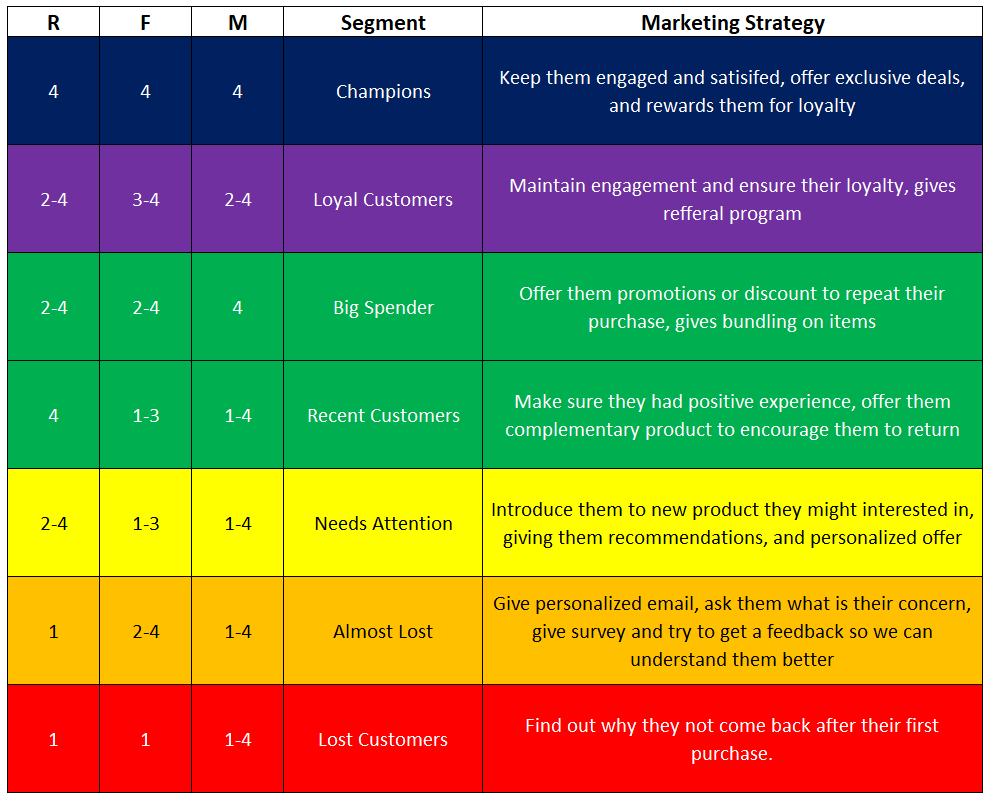 R F M Segment Marketing Strategy
4 4 4 Champions Keep them engaged and satisifed, offer exclusive deals,
and rewards them for loyalty
2-4 3-4 2-4 Loyal Customers Maintain engagement and ensure their loyalty, gives
refferal program
2-4 2-4 4 Big Spender Offer them promotions or discount to repeat their
purchase, gives bundling on items
4 1-3 1-4 Recent Customers Make sure they had positive experience, offer them
complementary product to encourage them to return
2-4 1-3 1-4 Needs Attention Introduce them to new product they might interested in,
giving them recommendations, and personalized offer
1 2-4 1-4 Almost Lost Give personalized email, ask them what is their concern,
give survey and try to get a feedback so we can
understand them better
1 1 1-4 Lost Customers Find out why they not come back after their first
purchase.